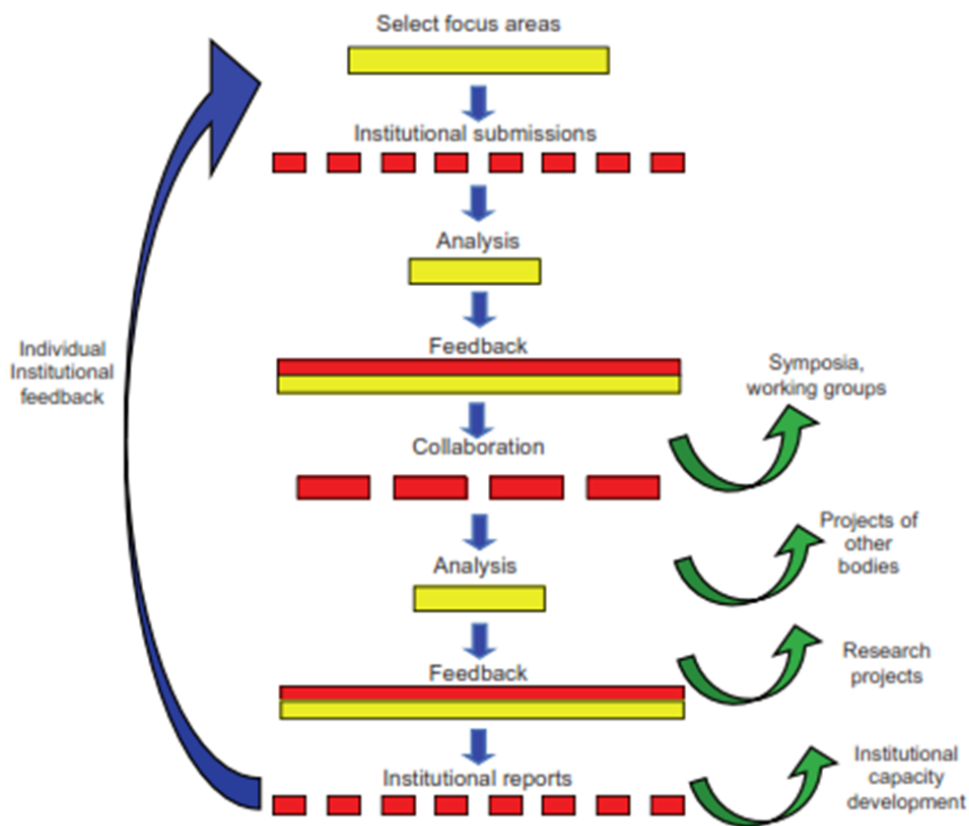 Select focus areas
Institutional submissions
Analysis
Individual
Institutional
feedback
Feedback
Symposia,
working groups
Collaboration
Projects of
other
bodies
Analysis
Research
projects
Feedback
Institutional
capacity
development
Institutional reports